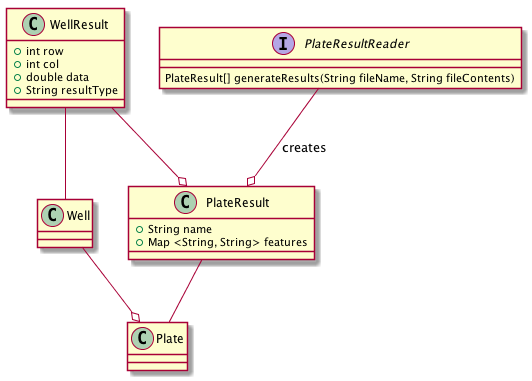 C WellResult
int row
int col
double data
String resultType
I PlateResultReader
PlateResult[] generateResults(String fileName, String fileContents)
creates
C Well
C PlateResult
String name
Map <String, String> features
C Plate